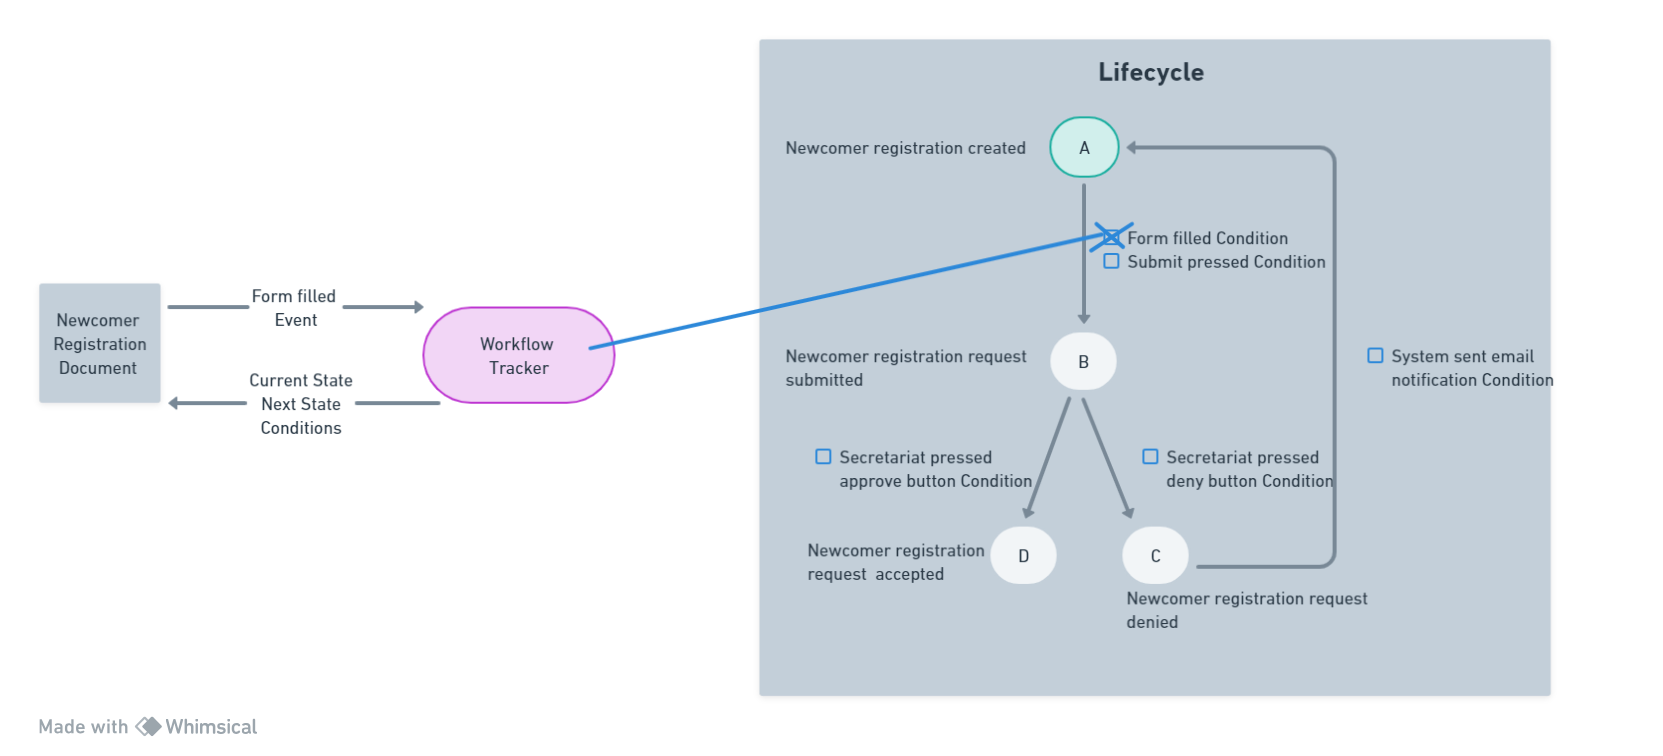 Lifecycle
Newcomer registration created
A
Form filled Condition
Submit pressed Condition
Form filled
Event
Newcomer
Registration
Document
Workflow
Tracker
Current State
Next State
Conditions
Newcomer registration request
submitted
B
System sent email
notification Condition
Secretariat pressed
approve button Condition
Secretariat pressed
deny button Condition
Newcomer registration
request  accepted
D
C
Newcomer registration request
denied
Made with Whimsical